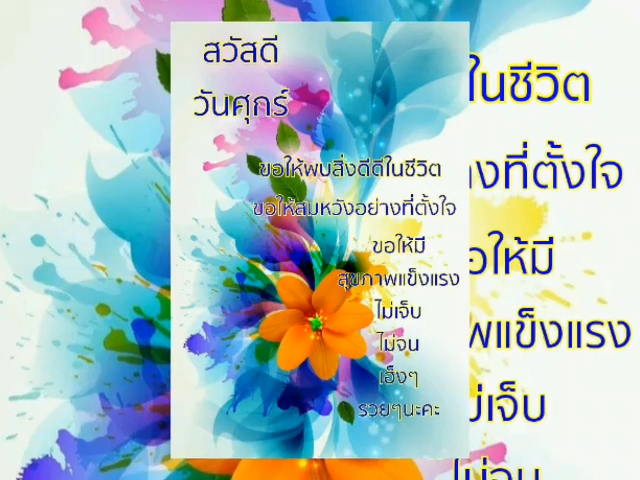 สวัสดี
วันศุกร์
ขอให้พบสิ่งดีดีในชีวิต
ขอให้สมหวังอย่างที่ตั้งใจ
ขอให้มี
สุขภาพแข็งแรง
ไม่เจ็บ
ไม่จน
เฮ็งๆ
รวยๆนะคะ
ในชีวิต
งที่ตั้งใจ
อให้มี
พแข็งแรง
ม่เจ็บ
ไม่จน